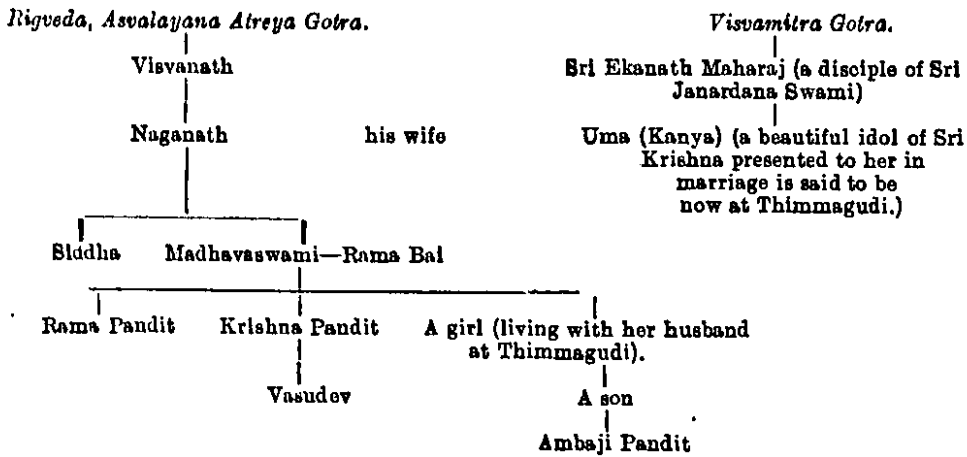 Rigveda, Asvalayana Atreya Gotra.
Visvamitra Gotra.
Visvanath
Sri Ekanath Maharaj (a disciple of Sri
Janardana Swami)
Naganath his wife
Uma (Kanya) (a beautiful idol of Sri
Krishna presented to her in
marriage is said to be
now at Thimmagudi.)
Siddha Madhavaswami—Rama Bai
Rama Pandit Krishna Pandit A girl (living with her husband
at Thimmagudi).
Vasudev A son
Ambaji Pandit